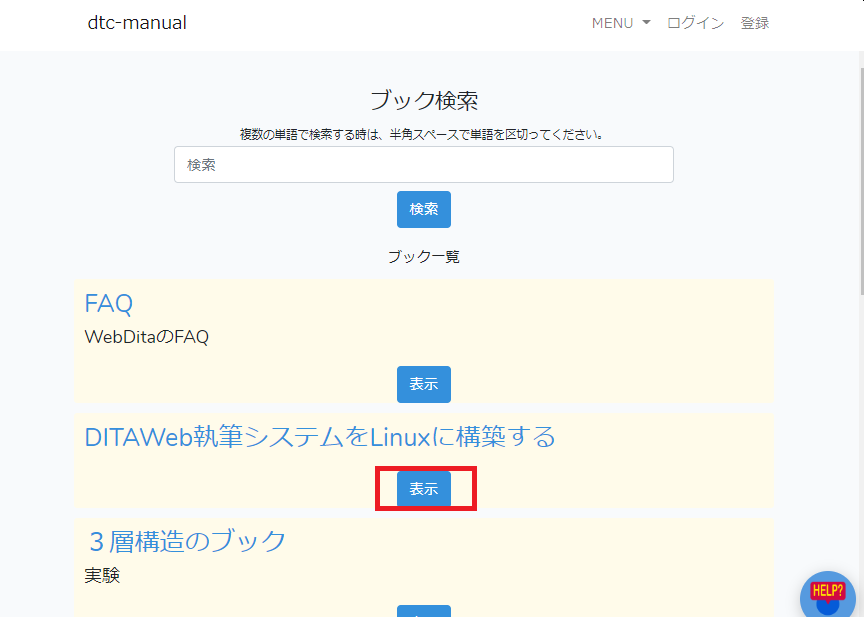 dtc-manual
MENU ログイン 登録
ブック検索
複数の単語で検索する時は、半角スペースで単語を区切ってください。
検索
検索
ブック一覧
FAQ
WebDitaのFAQ
表示
DITAWeb執筆システムをLinuxに構築する
表示
３層構造のブック
実験
HELP?